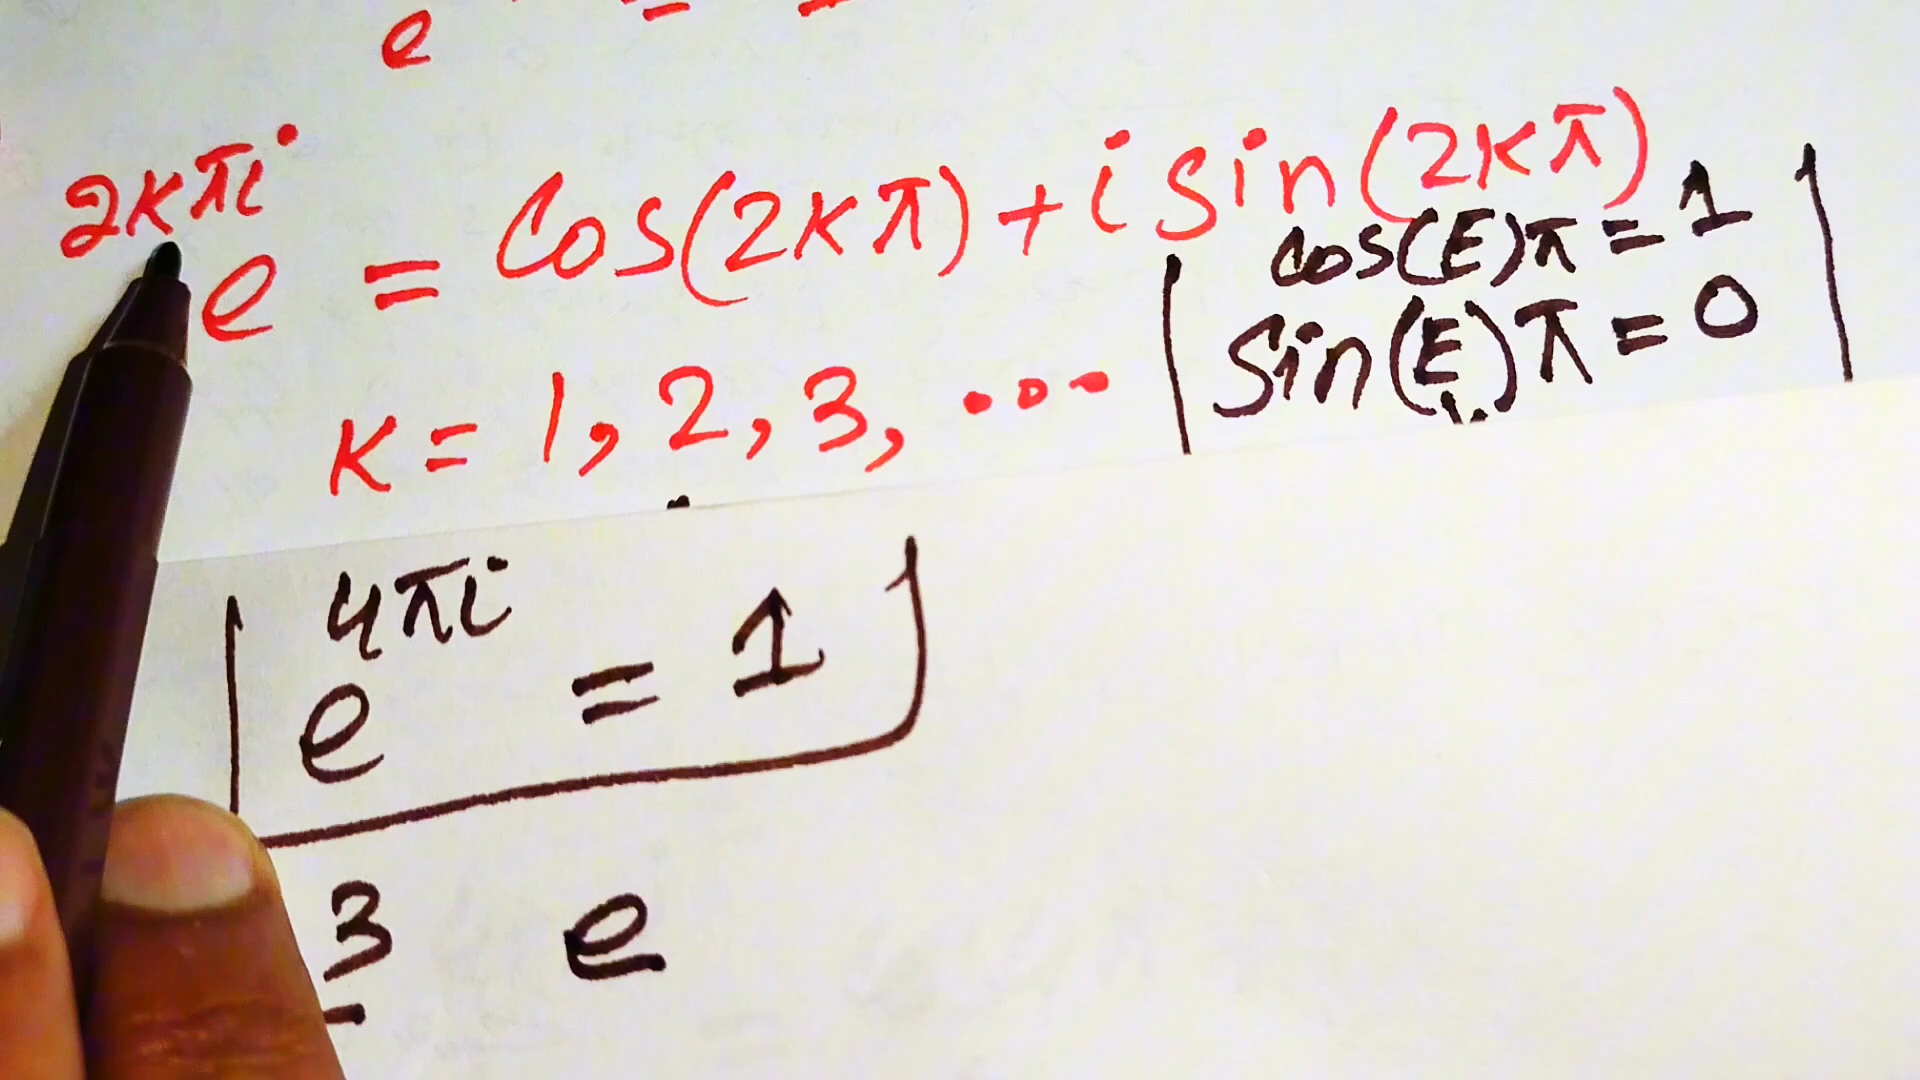 e
e^{2Kπi} = Cos(2Kπ) + i sin(2Kπ)
cos(E)π = 1
Sin(E)π = 0
K = 1, 2, 3, ...
e^{4πi} = 1
3 e